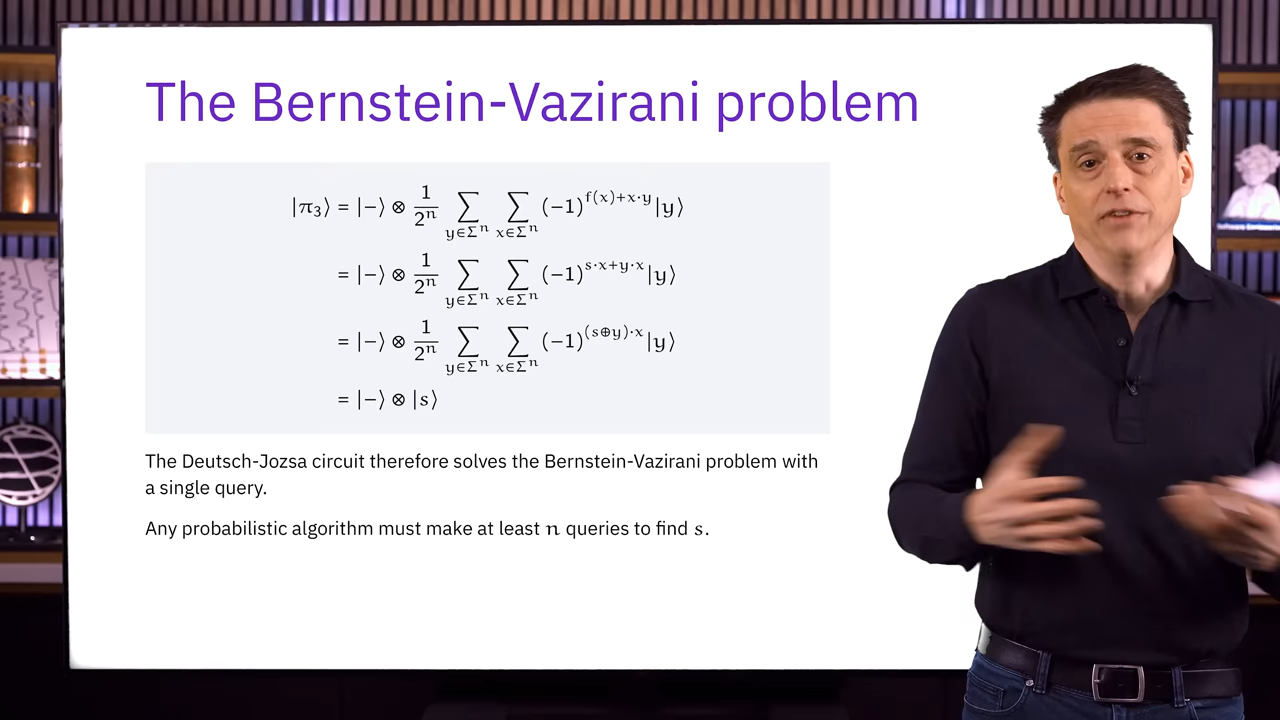 The Bernstein-Vazirani problem
|π₃⟩ = |−⟩ ⊗ 1/2ⁿ ∑_{y∈Σⁿ} ∑_{x∈Σⁿ} (−1)^{f(x)+x·y} |y⟩
= |−⟩ ⊗ 1/2ⁿ ∑_{y∈Σⁿ} ∑_{x∈Σⁿ} (−1)^{s·x+y·x} |y⟩
= |−⟩ ⊗ 1/2ⁿ ∑_{y∈Σⁿ} ∑_{x∈Σⁿ} (−1)^{(s⊕y)·x} |y⟩
= |−⟩ ⊗ |s⟩
The Deutsch-Jozsa circuit therefore solves the Bernstein-Vazirani problem with
a single query.
Any probabilistic algorithm must make at least n queries to find s.